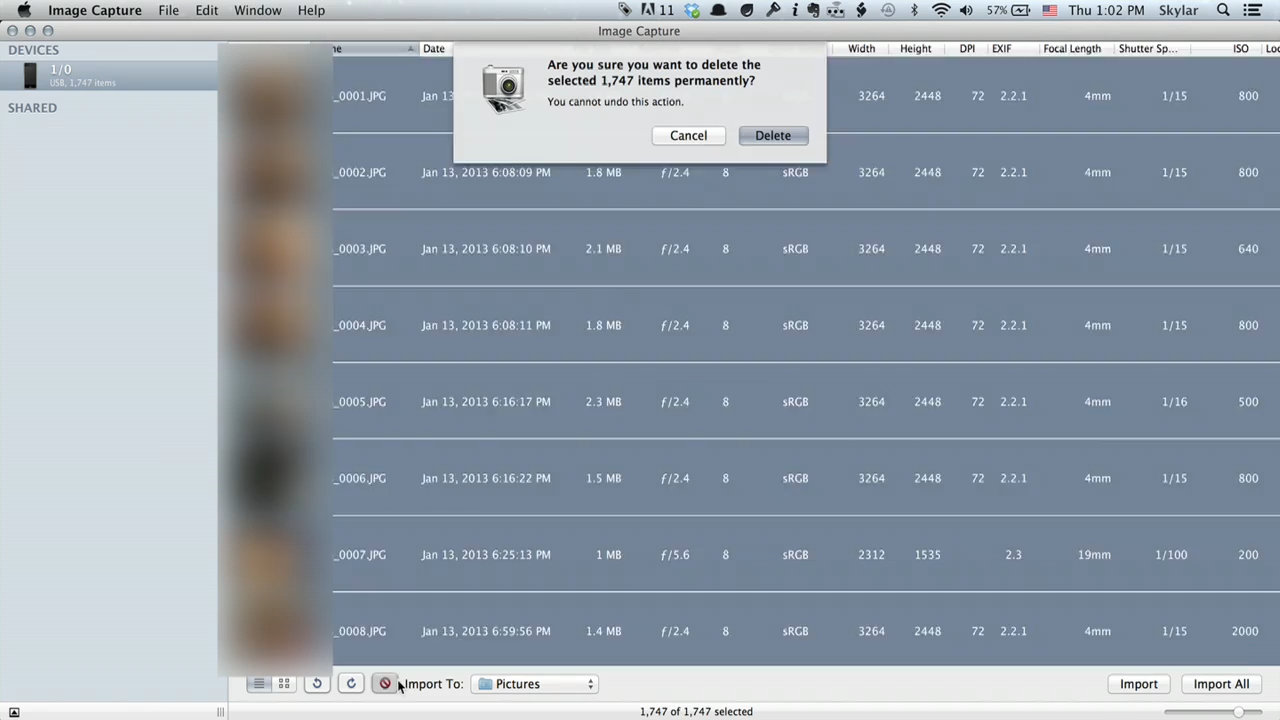 Image Capture File Edit Window Help 11 57% Thu 1:02 PM Skylar
Image Capture
DEVICES
1/0
USB, 1,747 items
SHARED
Date Width Height DPI EXIF Focal Length Shutter Sp... ISO
Are you sure you want to delete the
selected 1,747 items permanently?
You cannot undo this action.
Cancel Delete
_0001.JPG Jan 13 3264 2448 72 2.2.1 4mm 1/15 800
_0002.JPG Jan 13, 2013 6:08:09 PM 1.8 MB ƒ/2.4 8 sRGB 3264 2448 72 2.2.1 4mm 1/15 800
_0003.JPG Jan 13, 2013 6:08:10 PM 2.1 MB ƒ/2.4 8 sRGB 3264 2448 72 2.2.1 4mm 1/15 640
_0004.JPG Jan 13, 2013 6:08:11 PM 1.8 MB ƒ/2.4 8 sRGB 3264 2448 72 2.2.1 4mm 1/15 800
_0005.JPG Jan 13, 2013 6:16:17 PM 2.3 MB ƒ/2.4 8 sRGB 3264 2448 72 2.2.1 4mm 1/16 500
_0006.JPG Jan 13, 2013 6:16:22 PM 1.5 MB ƒ/2.4 8 sRGB 3264 2448 72 2.2.1 4mm 1/15 800
_0007.JPG Jan 13, 2013 6:25:13 PM 1 MB ƒ/5.6 8 sRGB 2312 1535 2.3 19mm 1/100 200
_0008.JPG Jan 13, 2013 6:59:56 PM 1.4 MB ƒ/2.4 8 sRGB 3264 2448 72 2.2.1 4mm 1/15 2000
Import To: Pictures Import Import All
1,747 of 1,747 selected